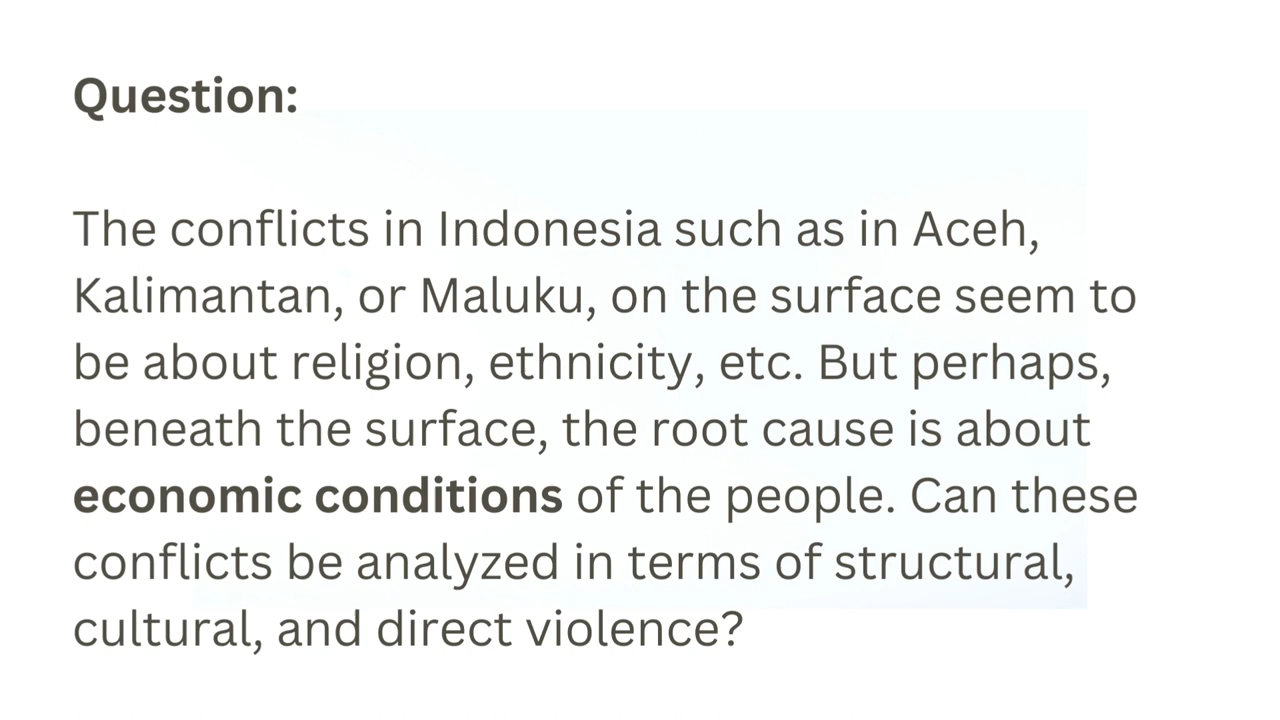 Question:
The conflicts in Indonesia such as in Aceh,
Kalimantan, or Maluku, on the surface seem to
be about religion, ethnicity, etc. But perhaps,
beneath the surface, the root cause is about
economic conditions of the people. Can these
conflicts be analyzed in terms of structural,
cultural, and direct violence?